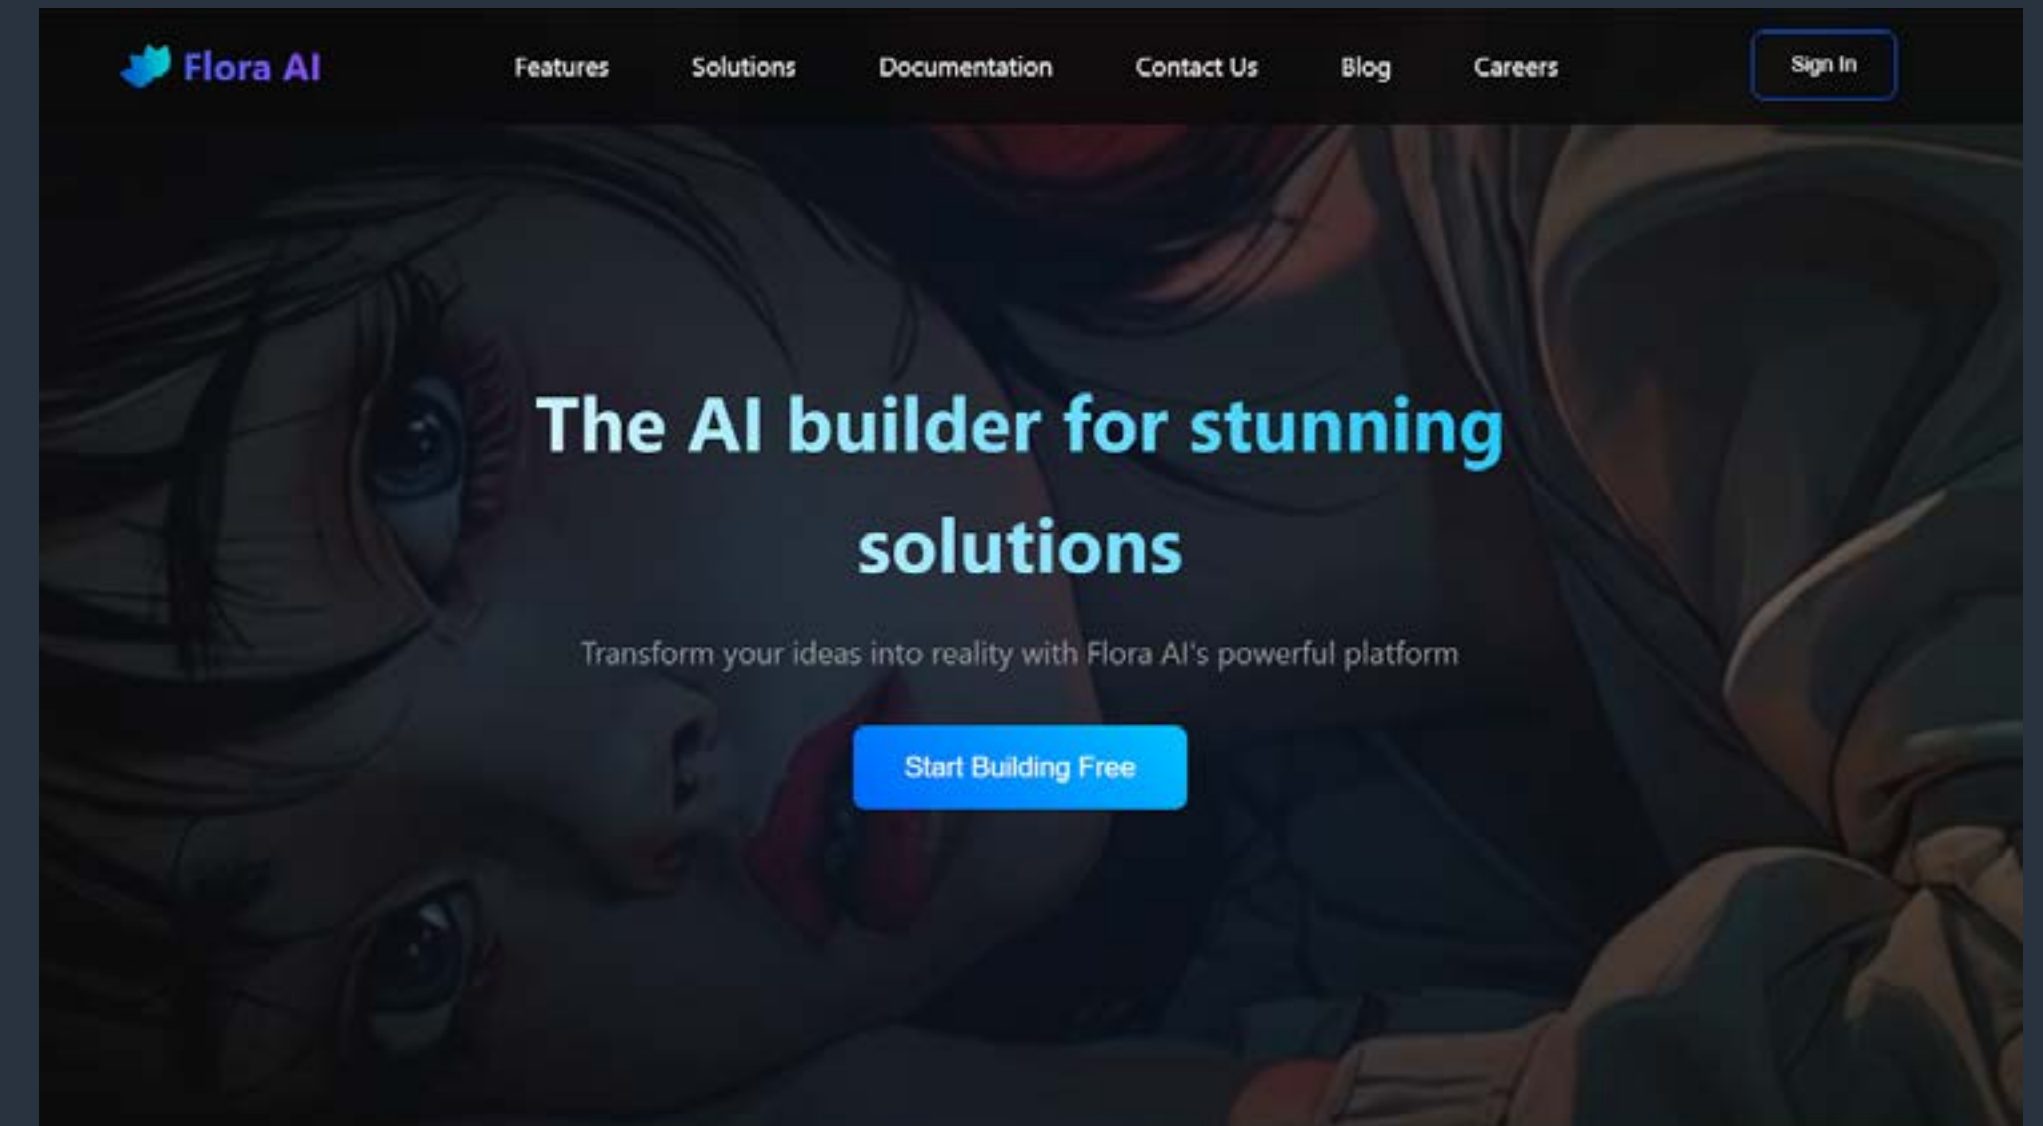 Flora AI
Features Solutions Documentation Contact Us Blog Careers
Sign In
The AI builder for stunning
solutions
Transform your ideas into reality with Flora AI's powerful platform
Start Building Free